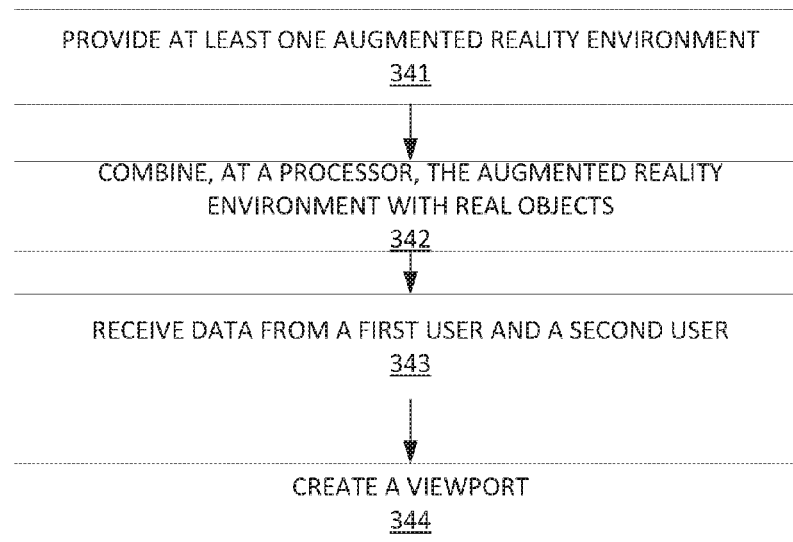 PROVIDE AT LEAST ONE AUGMENTED REALITY ENVIRONMENT
341
COMBINE, AT A PROCESSOR, THE AUGMENTED REALITY
ENVIRONMENT WITH REAL OBJECTS
342
RECEIVE DATA FROM A FIRST USER AND A SECOND USER
343
CREATE A VIEWPORT
344